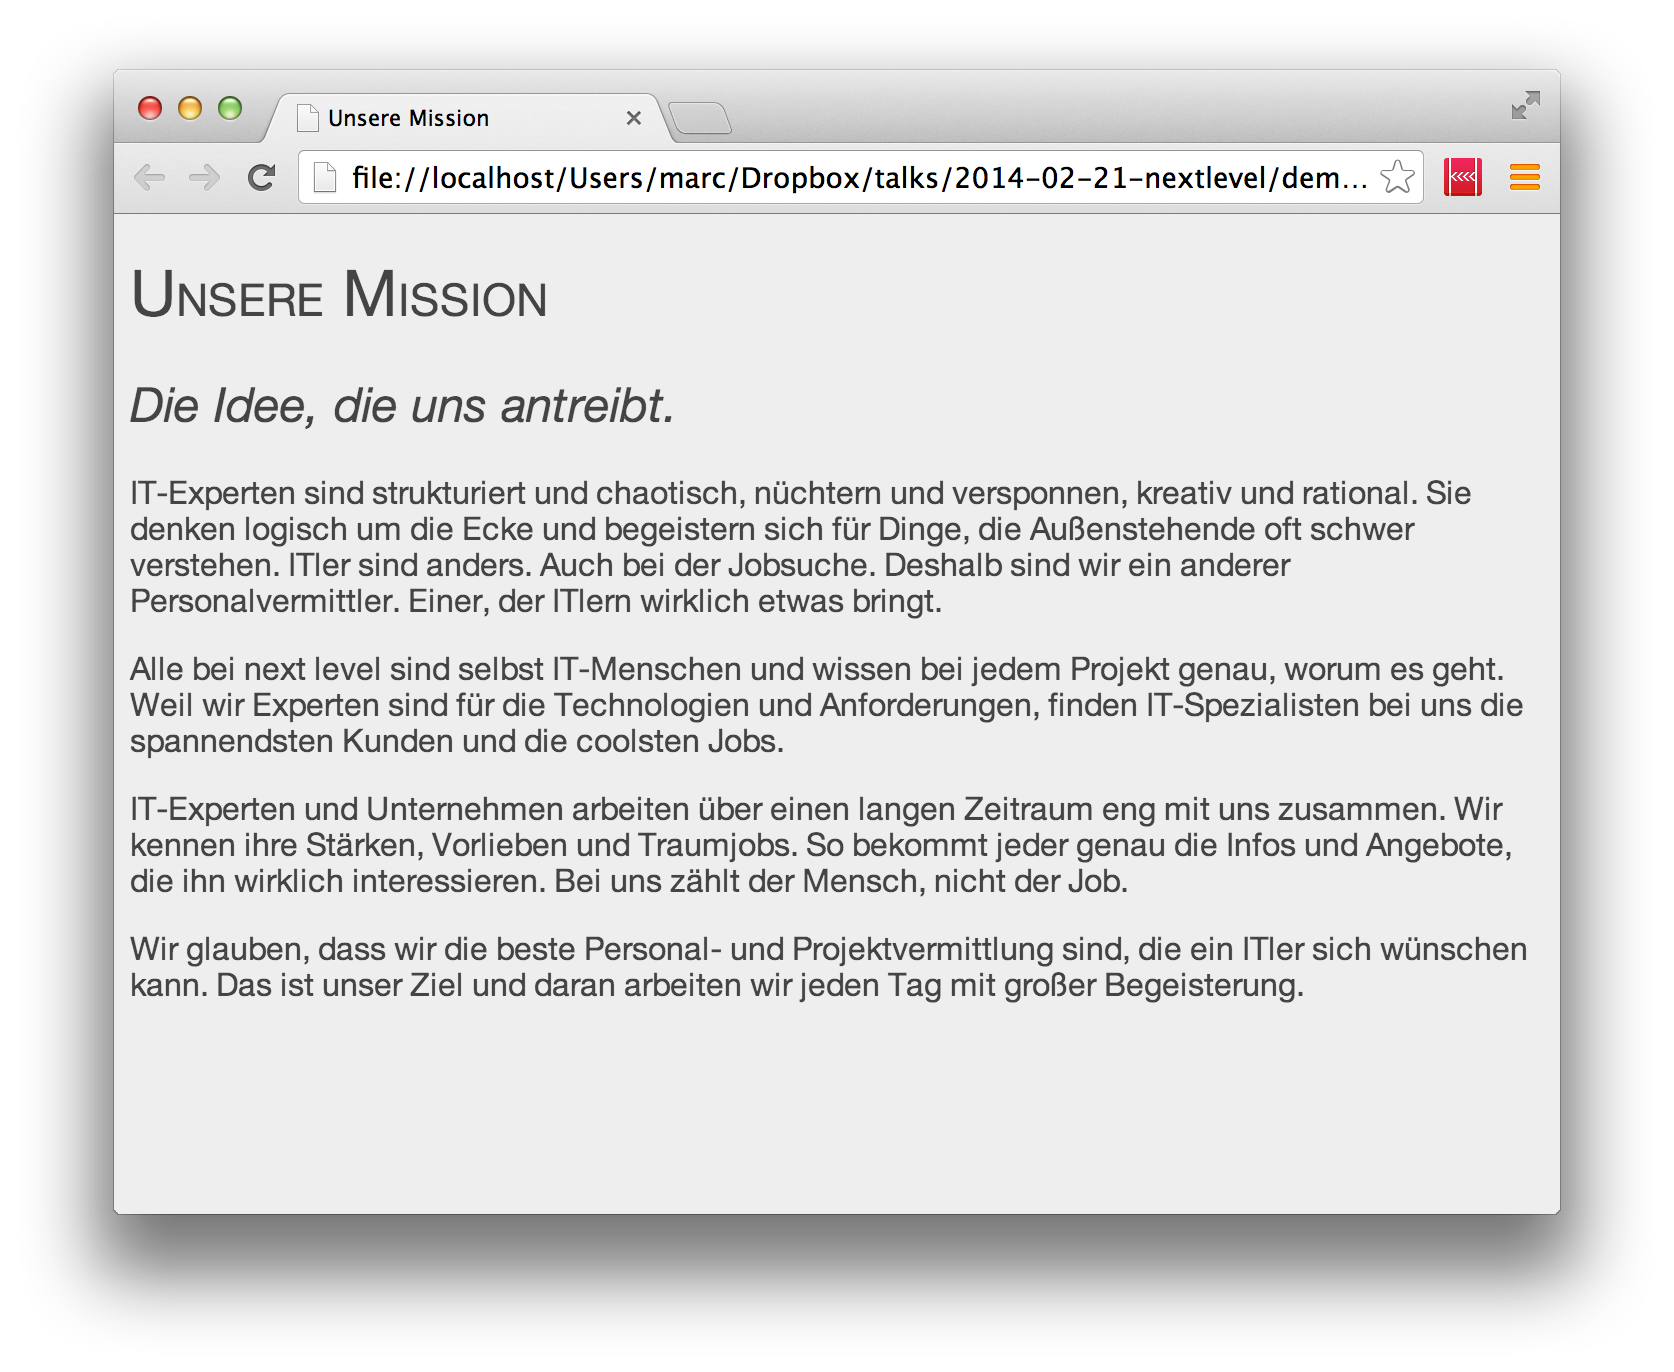 Unsere Mission
file://localhost/Users/marc/Dropbox/talks/2014-02-21-nextlevel/dem...
Unsere Mission
Die Idee, die uns antreibt.
IT-Experten sind strukturiert und chaotisch, nüchtern und versponnen, kreativ und rational. Sie
denken logisch um die Ecke und begeistern sich für Dinge, die Außenstehende oft schwer
verstehen. ITler sind anders. Auch bei der Jobsuche. Deshalb sind wir ein anderer
Personalvermittler. Einer, der ITlern wirklich etwas bringt.
Alle bei next level sind selbst IT-Menschen und wissen bei jedem Projekt genau, worum es geht.
Weil wir Experten sind für die Technologien und Anforderungen, finden IT-Spezialisten bei uns die
spannendsten Kunden und die coolsten Jobs.
IT-Experten und Unternehmen arbeiten über einen langen Zeitraum eng mit uns zusammen. Wir
kennen ihre Stärken, Vorlieben und Traumjobs. So bekommt jeder genau die Infos und Angebote,
die ihn wirklich interessieren. Bei uns zählt der Mensch, nicht der Job.
Wir glauben, dass wir die beste Personal- und Projektvermittlung sind, die ein ITler sich wünschen
kann. Das ist unser Ziel und daran arbeiten wir jeden Tag mit großer Begeisterung.